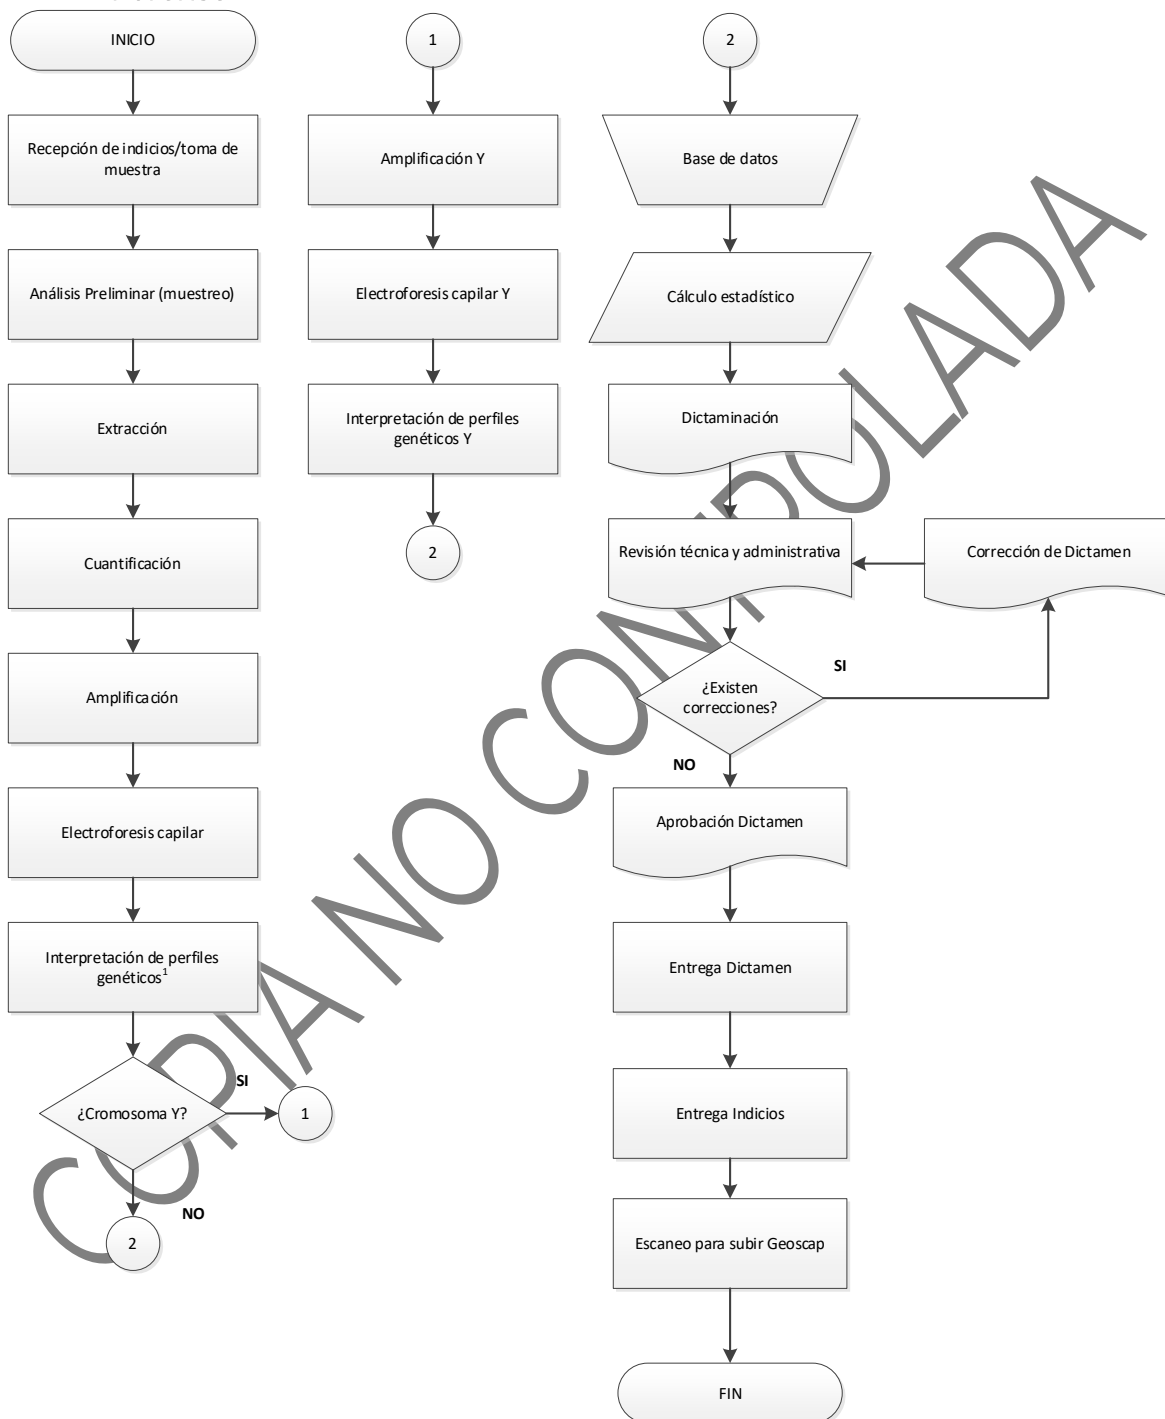 INICIO
Recepción de indicios/toma de
muestra
Análisis Preliminar (muestreo)
Extracción
Cuantificación
Amplificación
Electroforesis capilar
Interpretación de perfiles
genéticos1
¿Cromosoma Y?
SI
1
NO
2
1
Amplificación Y
Electroforesis capilar Y
Interpretación de perfiles
genéticos Y
2
2
Base de datos
Cálculo estadístico
Dictaminación
Revisión técnica y administrativa
Corrección de Dictamen
¿Existen
correcciones?
SI
NO
Aprobación Dictamen
Entrega Dictamen
Entrega Indicios
Escaneo para subir Geoscap
FIN
COPIA NO CONTROLADA